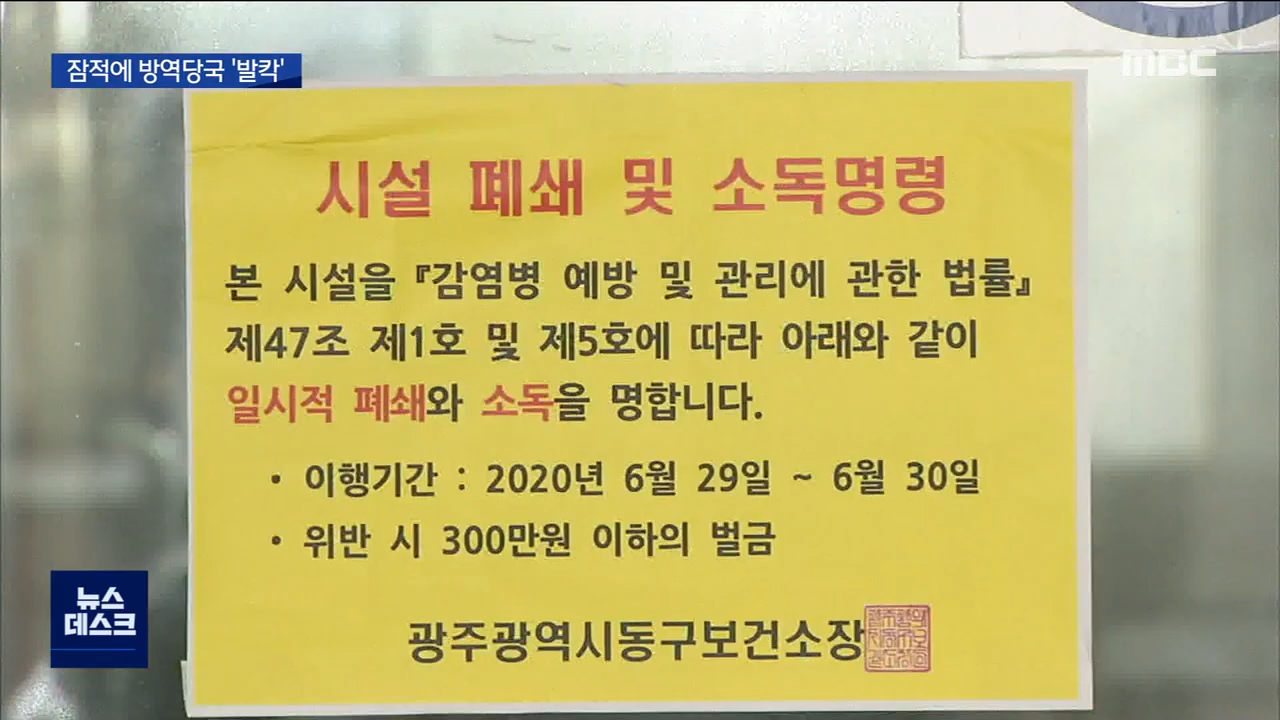 잠적에 방역당국 '발칵'
MBC
시설 폐쇄 및 소독명령
본 시설을 『감염병 예방 및 관리에 관한 법률』
제47조 제1호 및 제5호에 따라 아래와 같이
일시적 폐쇄와 소독을 명합니다.
• 이행기간 : 2020년 6월 29일 ~ 6월 30일
• 위반 시 300만원 이하의 벌금
뉴스
데스크
광주광역시동구보건소장